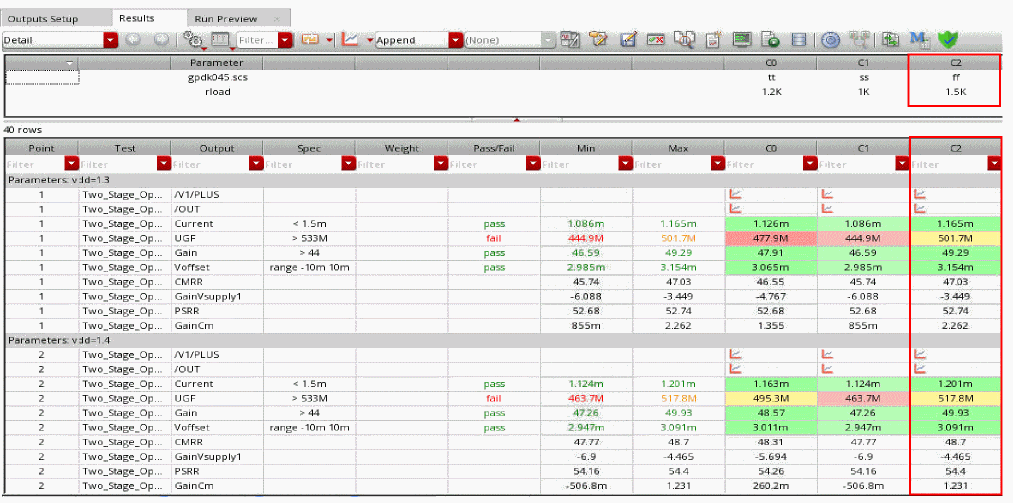 Outputs Setup Results Run Preview
Detail Filter... Append (None)
Parameter C0 C1 C2
gpdk045.scs tt ss ff
rload 1.2K 1K 1.5K
40 rows
Point Test Output Spec Weight Pass/Fail Min Max C0 C1 C2
Filter Filter Filter Filter Filter Filter Filter Filter Filter Filter Filter
Parameters: vdd=1.3
1 Two_Stage_Op... /V1/PLUS
1 Two_Stage_Op... /OUT
1 Two_Stage_Op... Current < 1.5m pass 1.086m 1.165m 1.126m 1.086m 1.165m
1 Two_Stage_Op... UGF > 533M fail 444.9M 501.7M 477.9M 444.9M 501.7M
1 Two_Stage_Op... Gain > 44 pass 46.59 49.29 47.91 46.59 49.29
1 Two_Stage_Op... Voffset range -10m 10m pass 2.985m 3.154m 3.065m 2.985m 3.154m
1 Two_Stage_Op... CMRR 45.74 47.03 46.55 45.74 47.03
1 Two_Stage_Op... GainVsupply1 -6.088 -3.449 -4.767 -6.088 -3.449
1 Two_Stage_Op... PSRR 52.68 52.74 52.68 52.68 52.74
1 Two_Stage_Op... GainCm 855m 2.262 1.355 855m 2.262
Parameters: vdd=1.4
2 Two_Stage_Op... /V1/PLUS
2 Two_Stage_Op... /OUT
2 Two_Stage_Op... Current < 1.5m pass 1.124m 1.201m 1.163m 1.124m 1.201m
2 Two_Stage_Op... UGF > 533M fail 463.7M 517.8M 495.3M 463.7M 517.8M
2 Two_Stage_Op... Gain > 44 pass 47.26 49.93 48.57 47.26 49.93
2 Two_Stage_Op... Voffset range -10m 10m pass 2.947m 3.091m 3.011m 2.947m 3.091m
2 Two_Stage_Op... CMRR 47.77 48.7 48.31 47.77 48.7
2 Two_Stage_Op... GainVsupply1 -6.9 -4.465 -5.694 -6.9 -4.465
2 Two_Stage_Op... PSRR 54.16 54.4 54.26 54.16 54.4
2 Two_Stage_Op... GainCm -506.8m 1.231 260.2m -506.8m 1.231